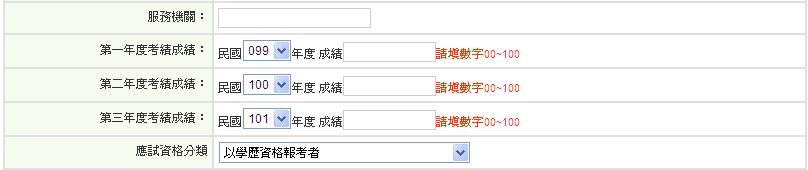 服務機關：
第一年度考績成績： 民國 099 年度 成績 請填數字00~100
第二年度考績成績： 民國 100 年度 成績 請填數字00~100
第三年度考績成績： 民國 101 年度 成績 請填數字00~100
應試資格分類 以學歷資格報考者